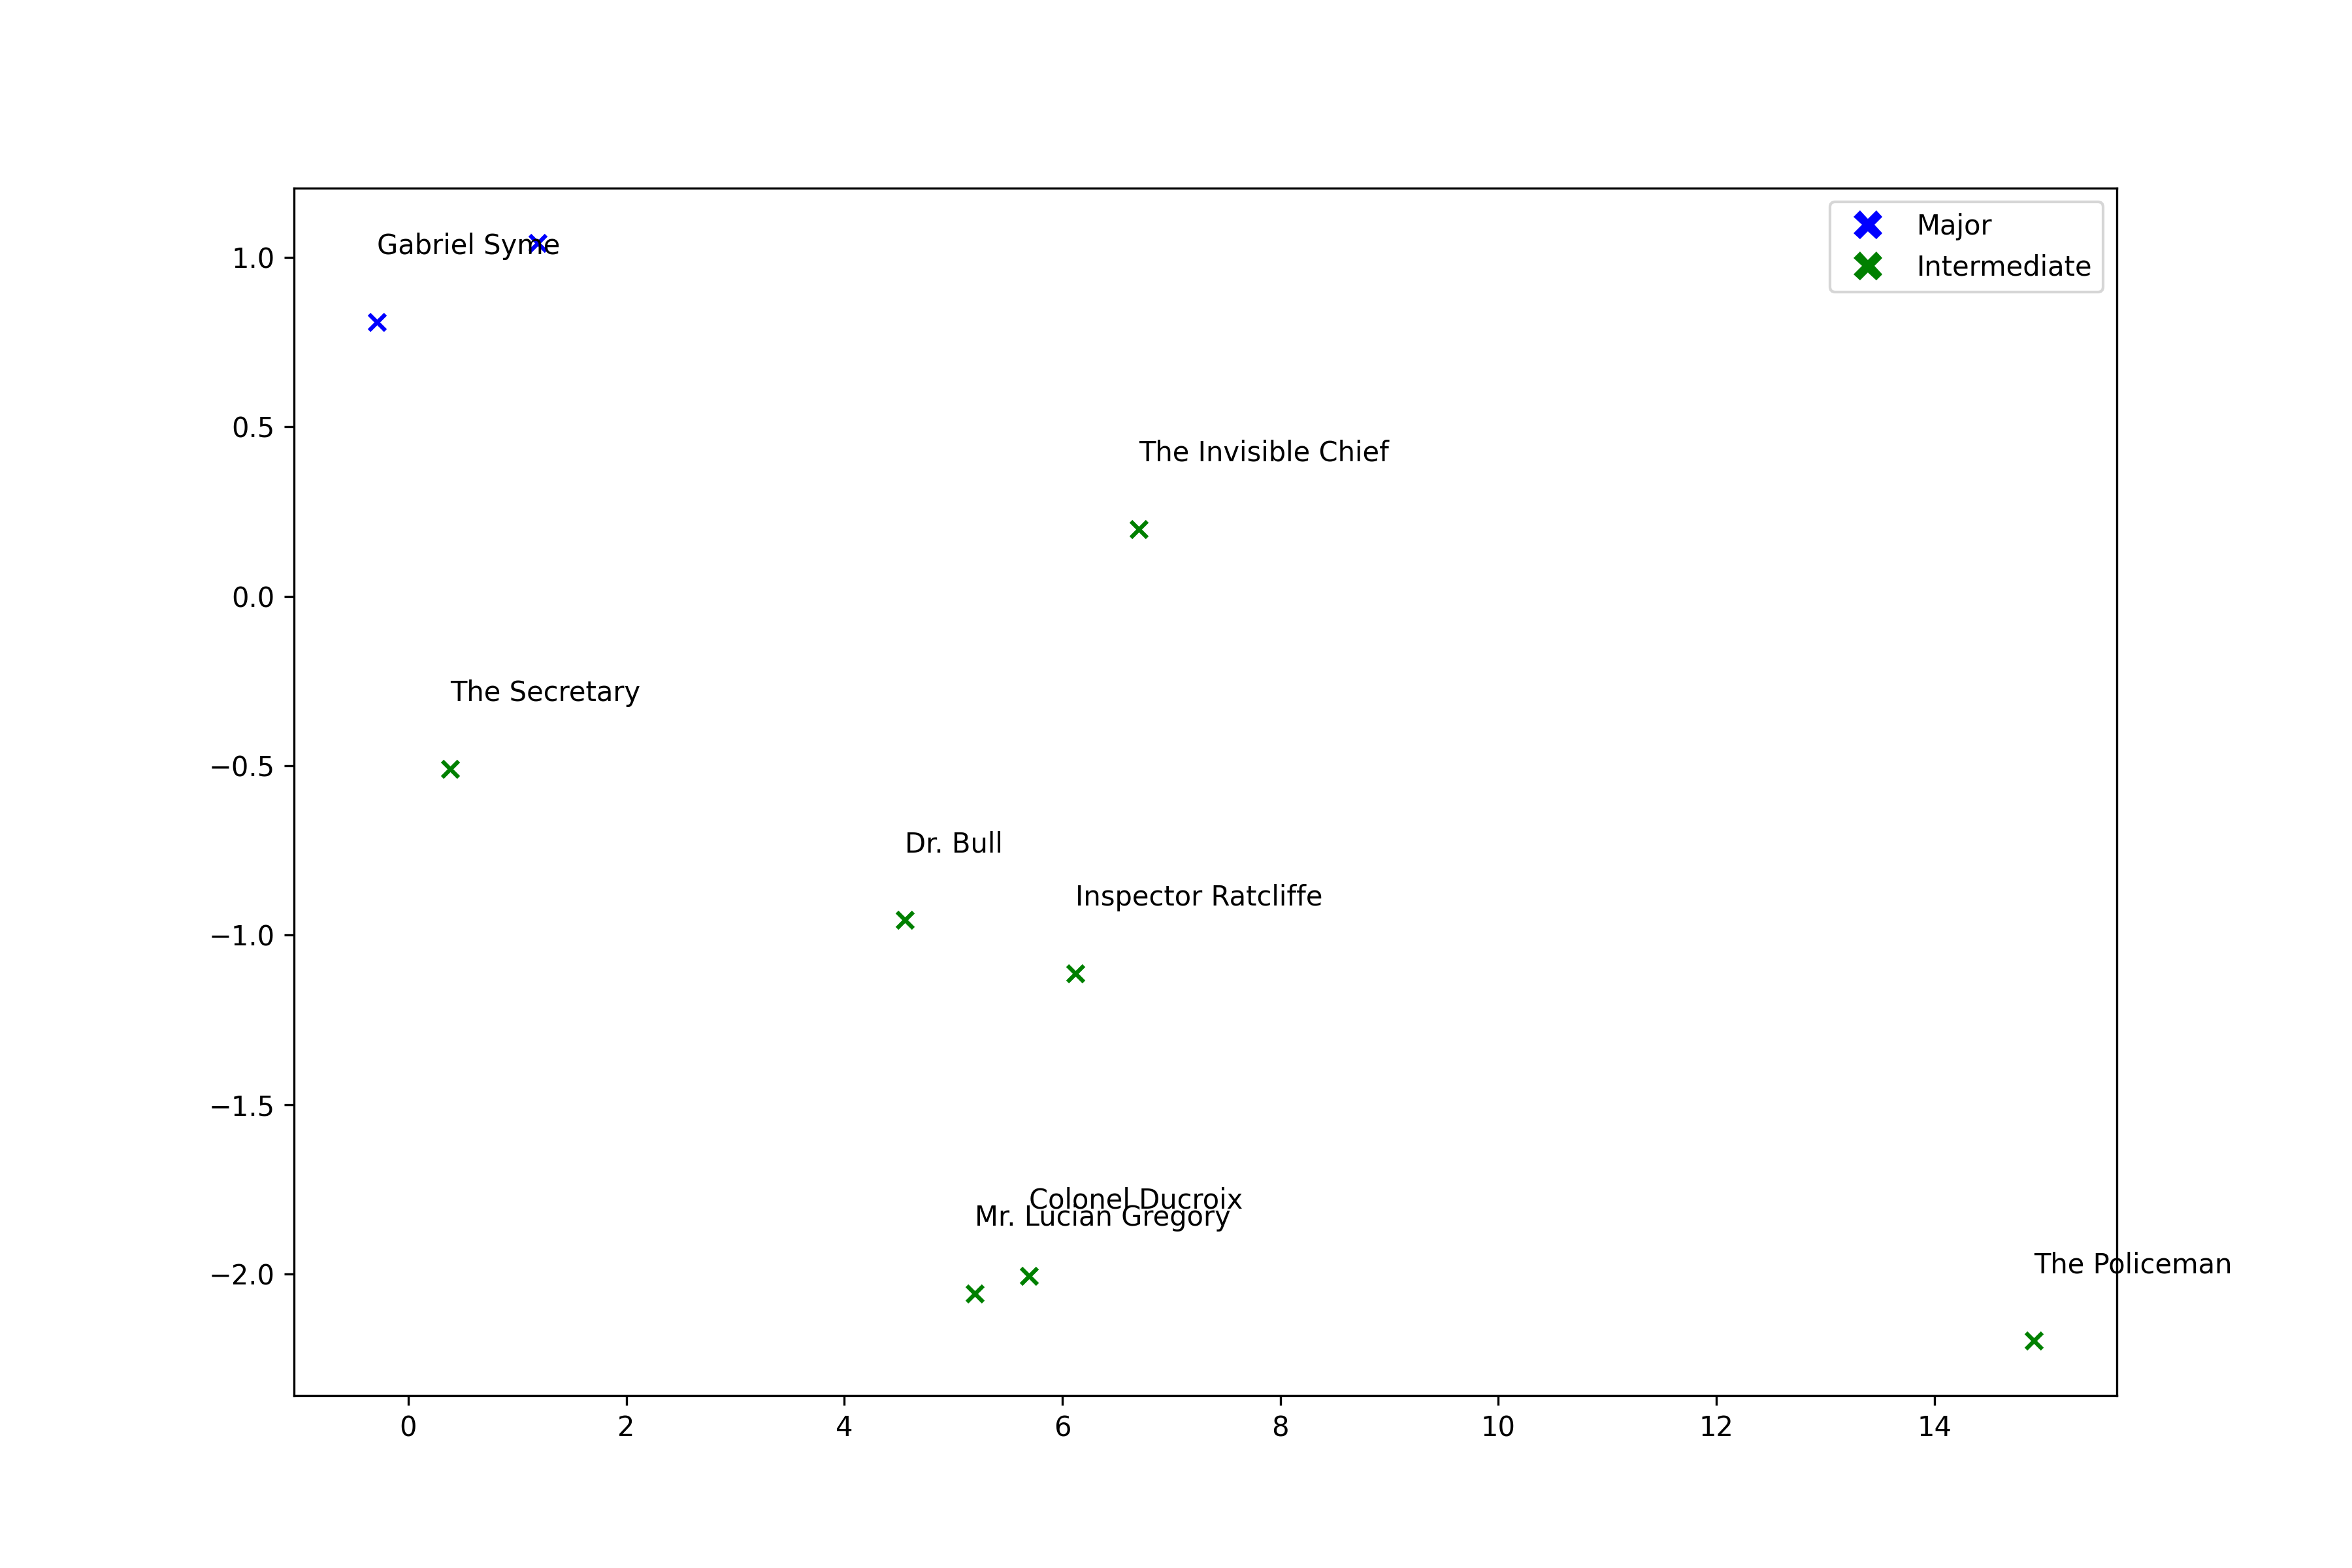 Gabriel Syme
Major
Intermediate
1.0
0.5
The Invisible Chief
0.0
The Secretary
−0.5
Dr. Bull
Inspector Ratcliffe
−1.0
−1.5
Colonel Ducroix
Mr. Lucian Gregory
The Policeman
−2.0
0 2 4 6 8 10 12 14